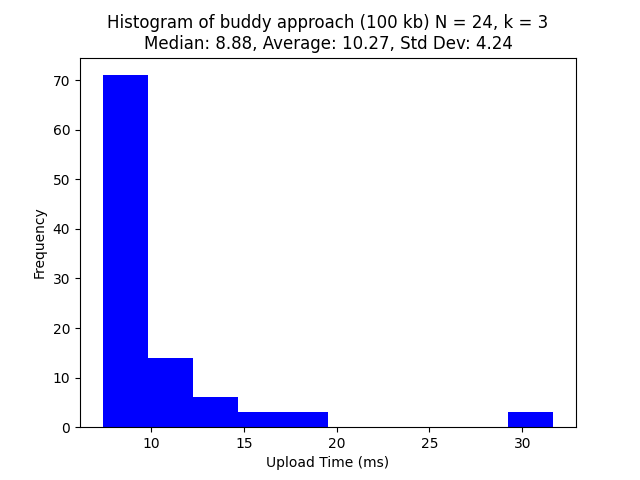 Histogram of buddy approach (100 kb) N = 24, k = 3
Median: 8.88, Average: 10.27, Std Dev: 4.24
70
60
50
40
30
20
10
0
Frequency
10 15 20 25 30
Upload Time (ms)